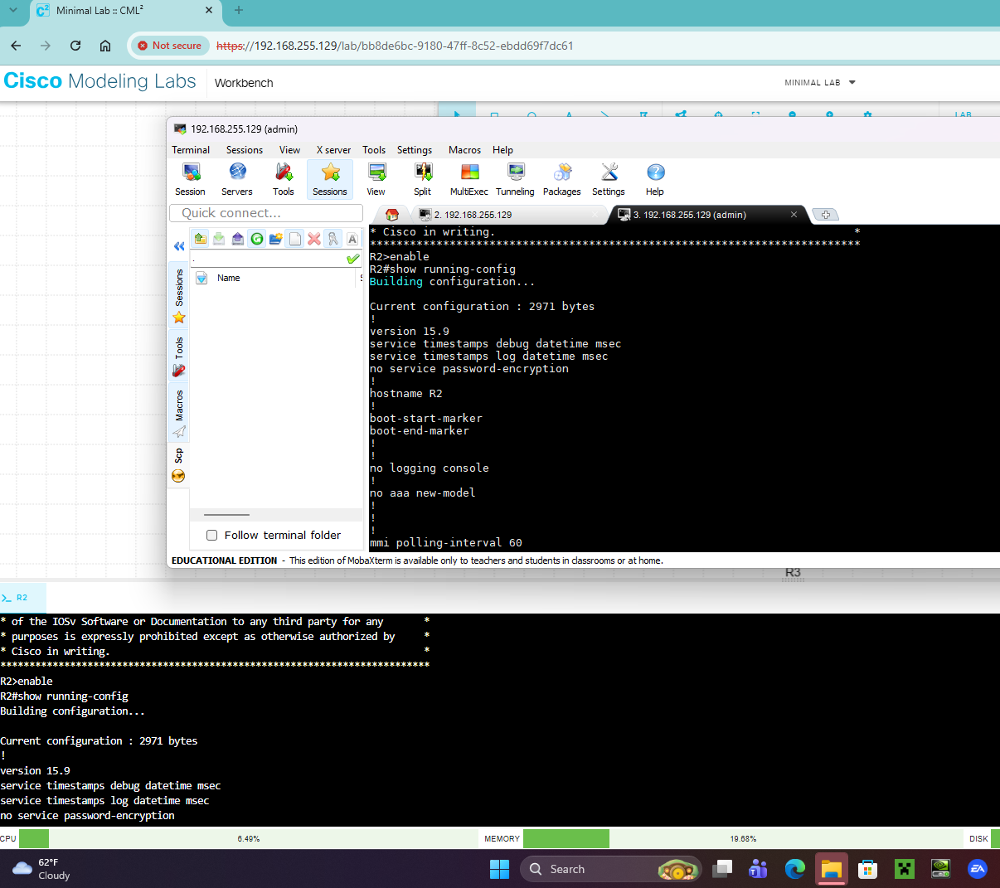 Minimal Lab :: CML²
Not secure
https://192.168.255.129/lab/bb8de6bc-9180-47ff-8c52-ebdd69f7dc61
Cisco Modeling Labs
Workbench
MINIMAL LAB
LAB
192.168.255.129 (admin)
Terminal Sessions View X server Tools Settings Macros Help
Session Servers Tools Sessions View Split MultiExec Tunneling Packages Settings Help
Quick connect...
2. 192.168.255.129
3. 192.168.255.129 (admin)
.
Name
Sessions
Tools
Macros
Scp
* Cisco in writing. *
**************************************************************************
R2>enable
R2#show running-config
Building configuration...
Current configuration : 2971 bytes
!
version 15.9
service timestamps debug datetime msec
service timestamps log datetime msec
no service password-encryption
!
hostname R2
!
boot-start-marker
boot-end-marker
!
!
no logging console
!
no aaa new-model
!
!
!
mmi polling-interval 60
Follow terminal folder
EDUCATIONAL EDITION - This edition of MobaXterm is available only to teachers and students in classrooms or at home.
R3
>_ R2
* of the IOSv Software or Documentation to any third party for any *
* purposes is expressly prohibited except as otherwise authorized by *
* Cisco in writing. *
**************************************************************************
R2>enable
R2#show running-config
Building configuration...
Current configuration : 2971 bytes
!
version 15.9
service timestamps debug datetime msec
service timestamps log datetime msec
no service password-encryption
CPU 6.49% MEMORY 19.68% DISK
62°F
Cloudy
Search